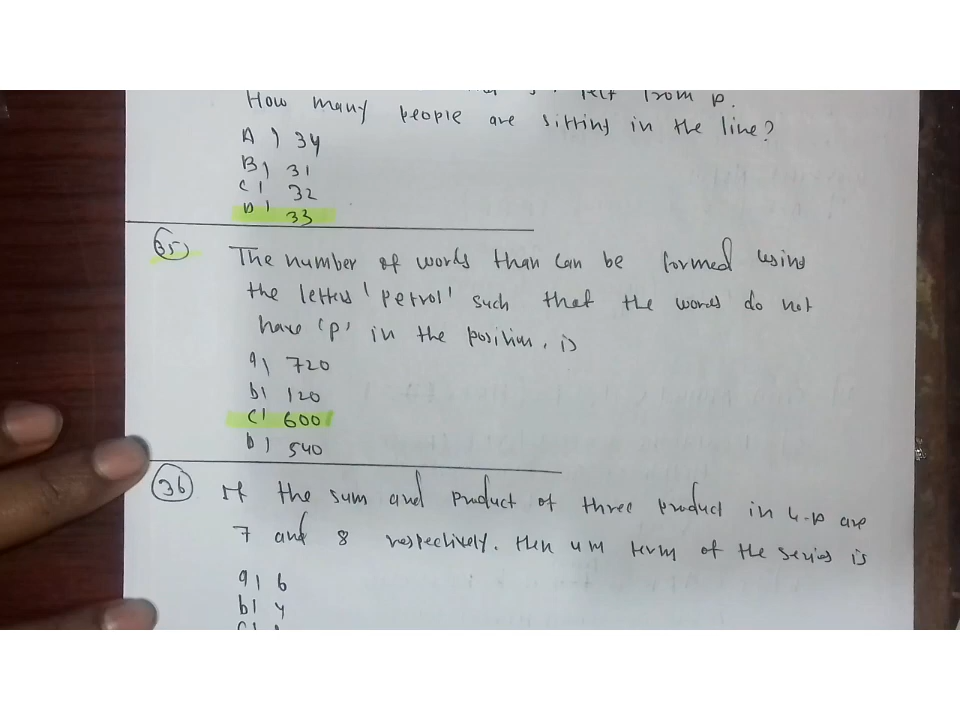 left from p.
How many people are sitting in the line?
A) 34
B) 31
C) 32
D) 33
35) The number of words than can be formed using
the letters 'petrol' such that the words do not
have 'p' in the position, is
a) 720
b) 120
c) 600
D) 540
36 If the sum and product of three product in G.P are
7 and 8 respectively. then term of the series is
a) 6
b) 4